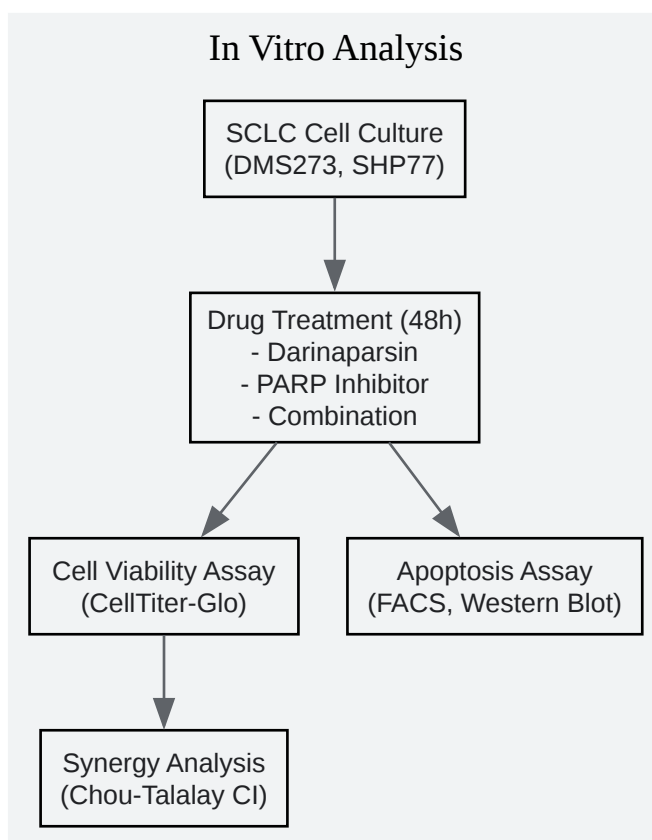 In Vitro Analysis
SCLC Cell Culture
(DMS273, SHP77)
Drug Treatment (48h)
- Darinaparsin
- PARP Inhibitor
- Combination
Cell Viability Assay
(CellTiter-Glo)
Apoptosis Assay
(FACS, Western Blot)
Synergy Analysis
(Chou-Talalay CI)